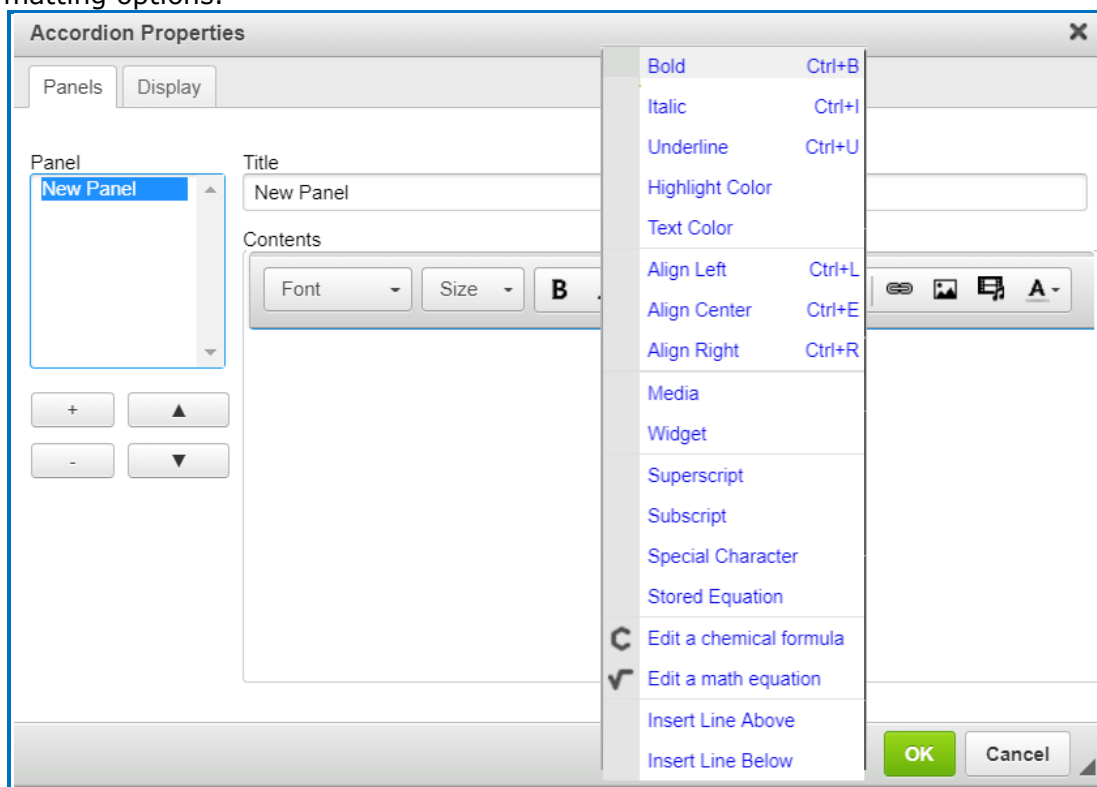 matting options.
Accordion Properties
Panels Display
Panel
New Panel
+
-
Title
New Panel
Contents
Font Size B A
Bold Ctrl+B
Italic Ctrl+I
Underline Ctrl+U
Highlight Color
Text Color
Align Left Ctrl+L
Align Center Ctrl+E
Align Right Ctrl+R
Media
Widget
Superscript
Subscript
Special Character
Stored Equation
C Edit a chemical formula
√ Edit a math equation
Insert Line Above
Insert Line Below
OK Cancel